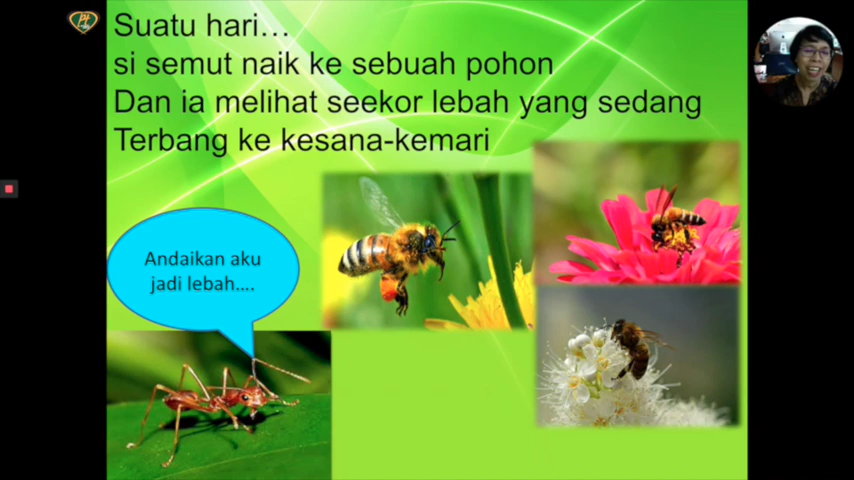 Suatu hari…
si semut naik ke sebuah pohon
Dan ia melihat seekor lebah yang sedang
Terbang ke kesana-kemari
Andaikan aku
jadi lebah….